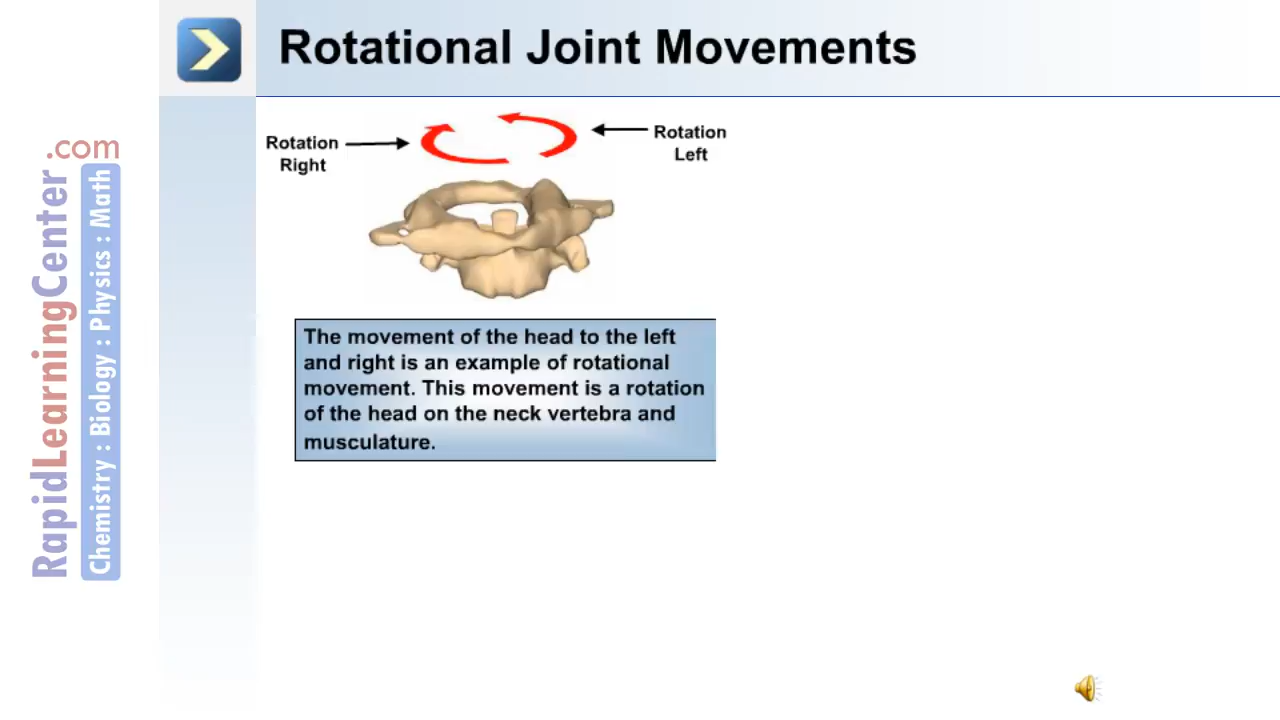 Rotational Joint Movements
Rotation
Right
Rotation
Left
The movement of the head to the left
and right is an example of rotational
movement. This movement is a rotation
of the head on the neck vertebra and
musculature.
RapidLearningCenter.com
Chemistry : Biology : Physics : Math